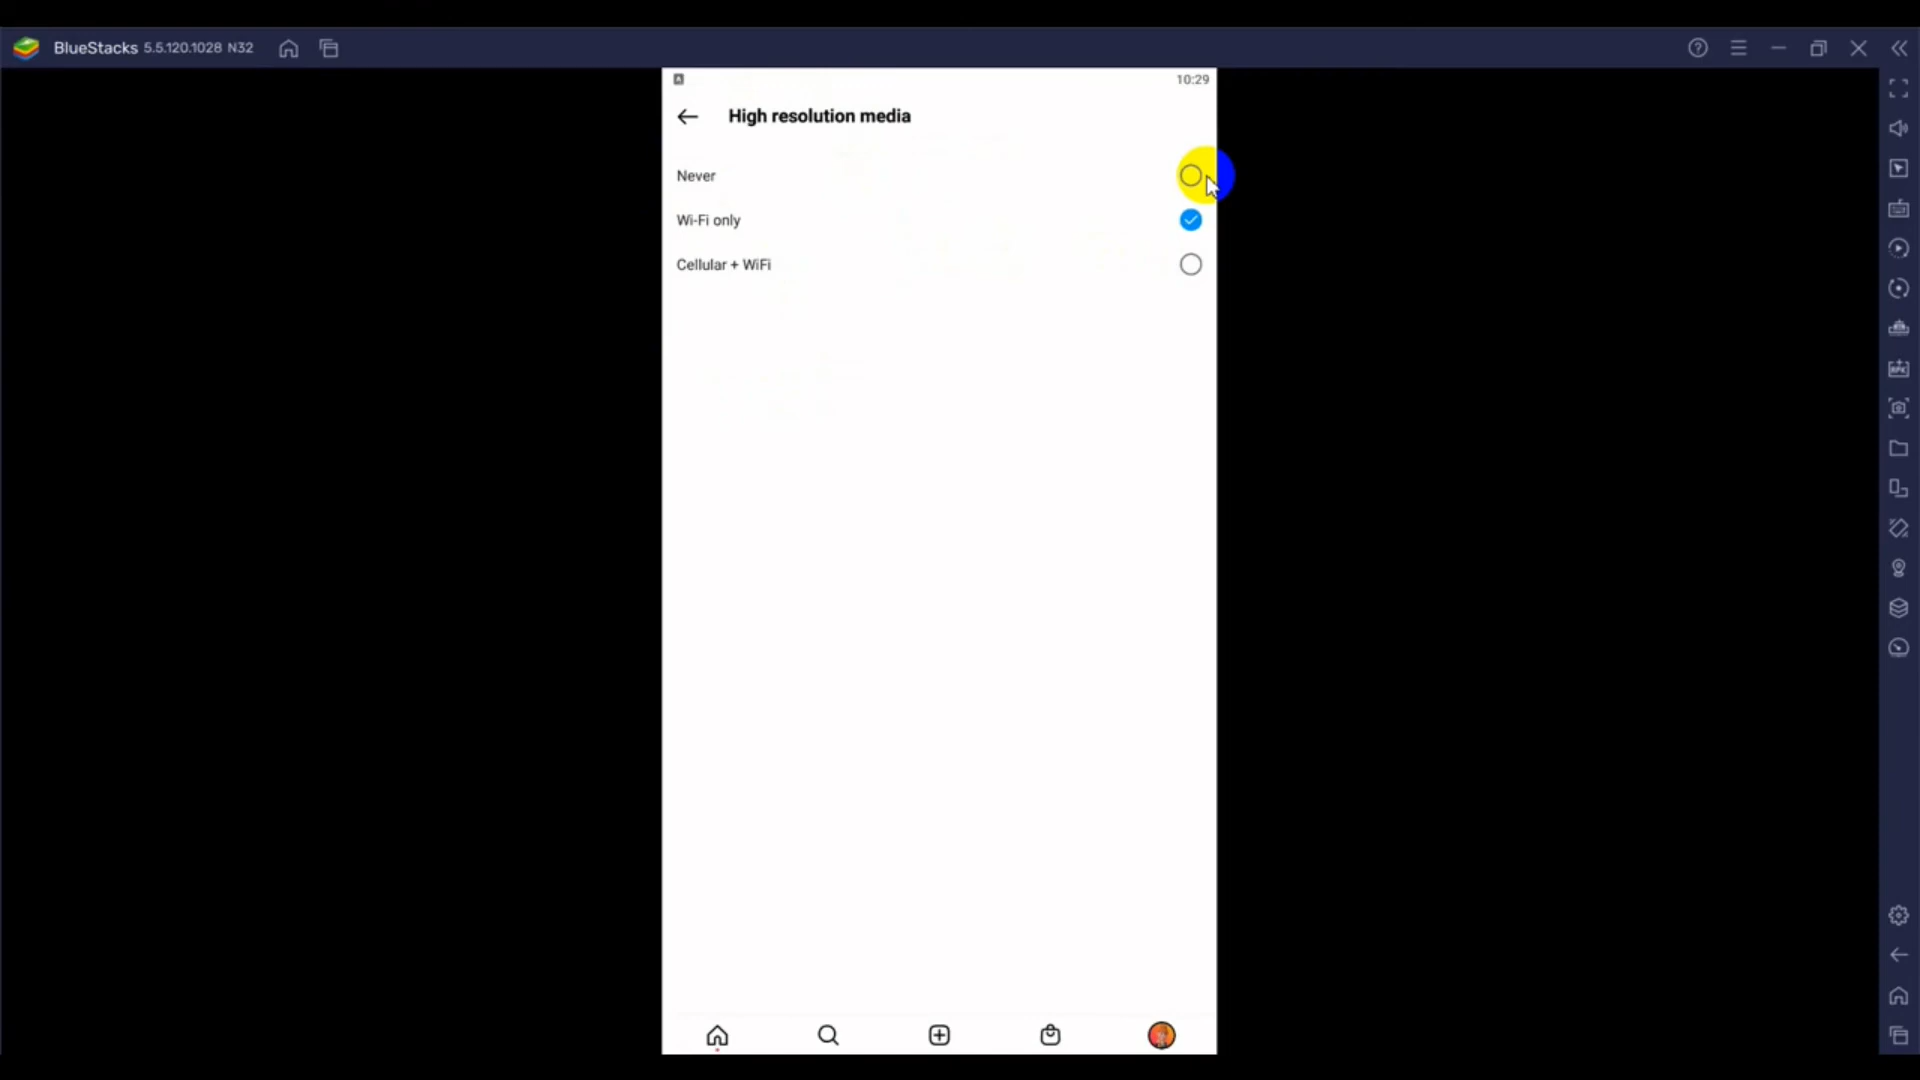 BlueStacks 5.5.120.1028 N32
10:29
High resolution media
Never
Wi-Fi only
Cellular + WiFi